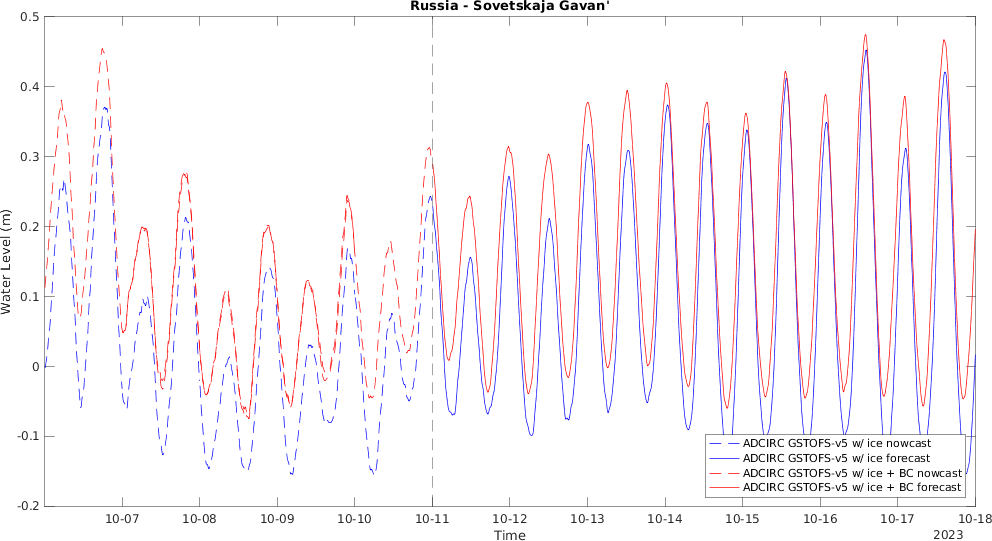 Russia - Sovetskaja Gavan'
0.5
0.4
0.3
0.2
0.1
0
-0.1
-0.2
Water Level (m)
ADCIRC GSTOFS-v5 w/ ice nowcast
ADCIRC GSTOFS-v5 w/ ice forecast
ADCIRC GSTOFS-v5 w/ ice + BC nowcast
ADCIRC GSTOFS-v5 w/ ice + BC forecast
10-07 10-08 10-09 10-10 10-11 10-12 10-13 10-14 10-15 10-16 10-17 10-18
Time
2023